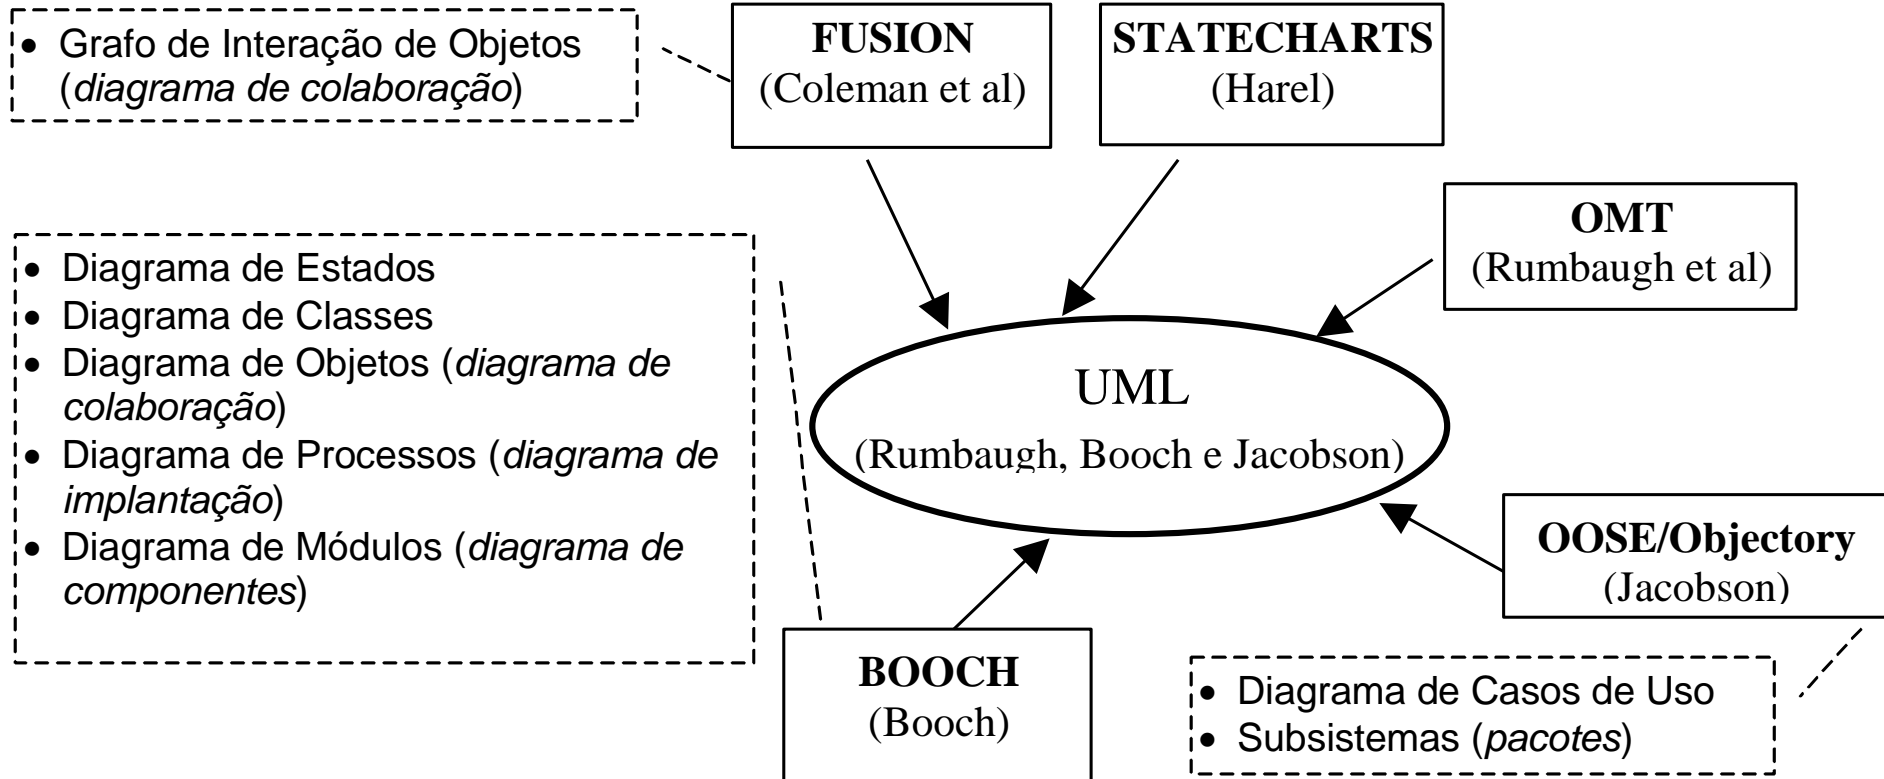 • Grafo de Interação de Objetos
(diagrama de colaboração)
FUSION
(Coleman et al)
STATECHARTS
(Harel)
OMT
(Rumbaugh et al)
• Diagrama de Estados
• Diagrama de Classes
• Diagrama de Objetos (diagrama de
colaboração)
• Diagrama de Processos (diagrama de
implantação)
• Diagrama de Módulos (diagrama de
componentes)
UML
(Rumbaugh, Booch e Jacobson)
OOSE/Objectory
(Jacobson)
BOOCH
(Booch)
• Diagrama de Casos de Uso
• Subsistemas (pacotes)